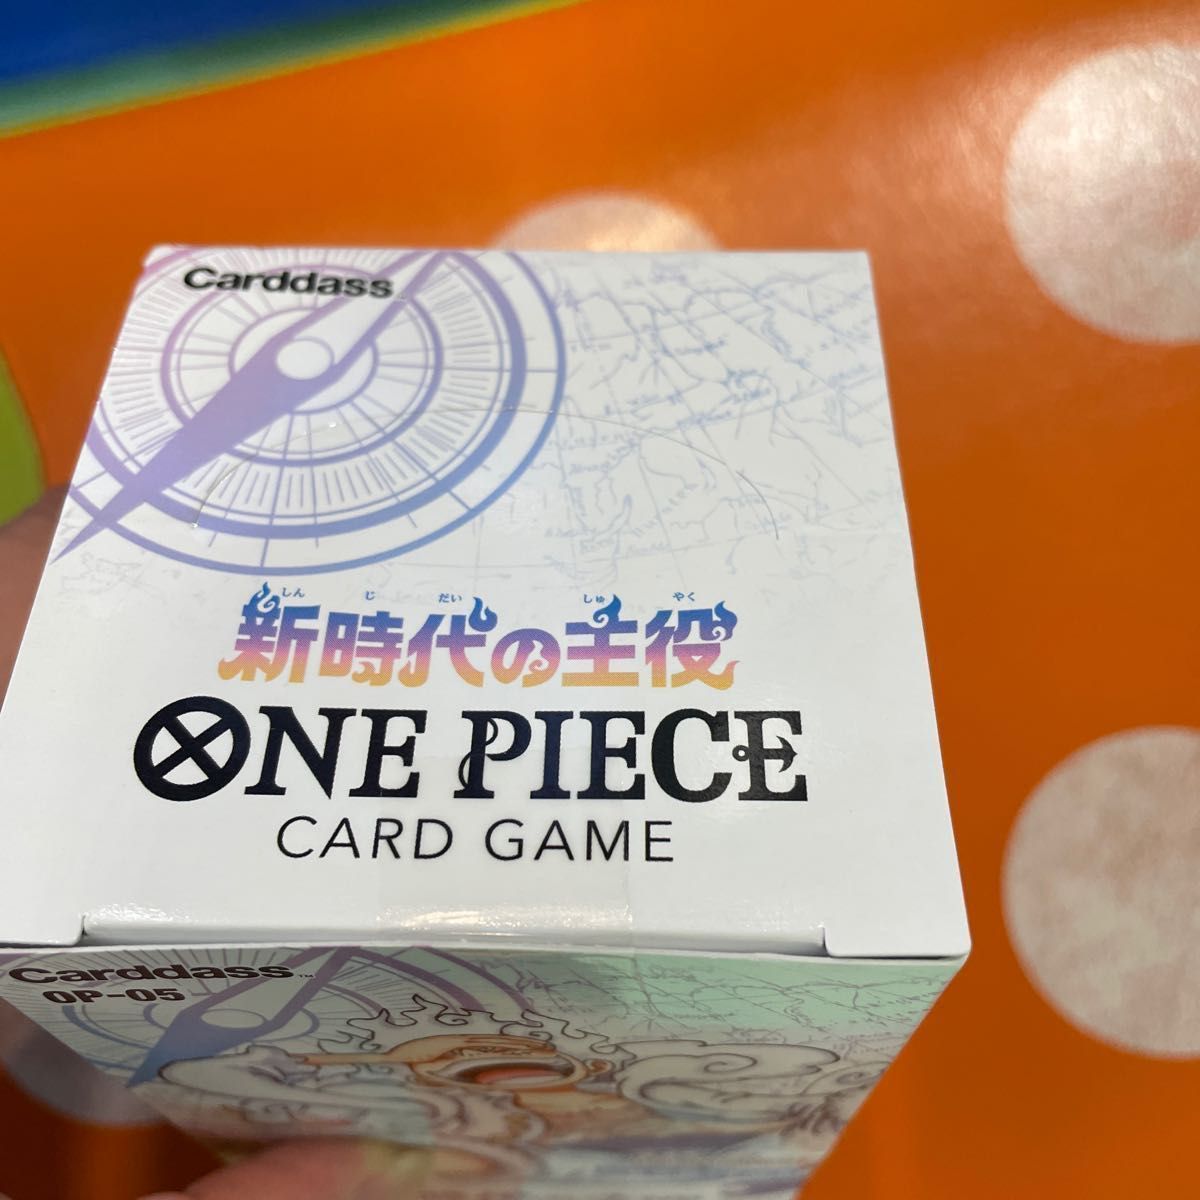 Carddass
しん じ だい しゅ やく
新時代の主役
ONE PIECE
CARD GAME
Carddass™
OP-05